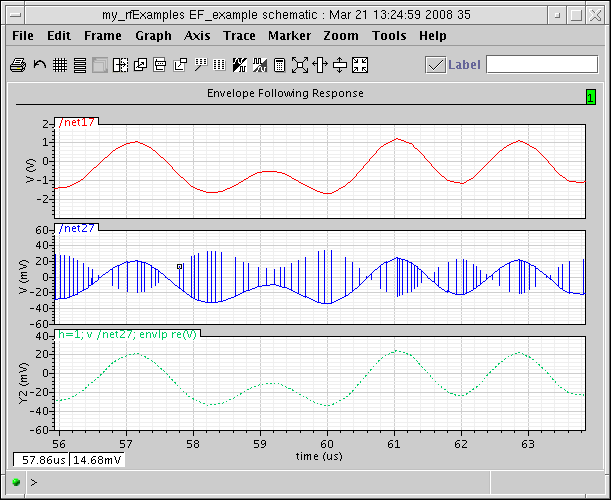 my_rfExamples EF_example schematic : Mar 21 13:24:59 2008 35
File Edit Frame Graph Axis Trace Marker Zoom Tools Help
Label
Envelope Following Response
1
/net17
2
1
0
-1
-2
V (V)
/net27
60
40
20
0
-20
-40
-60
V (mV)
h=1; v /net27; envlp re(V)
40
20
0
-20
-40
-60
Y2 (mV)
56 57 58 59 60 61 62 63
time (us)
57.86us 14.68mV
>